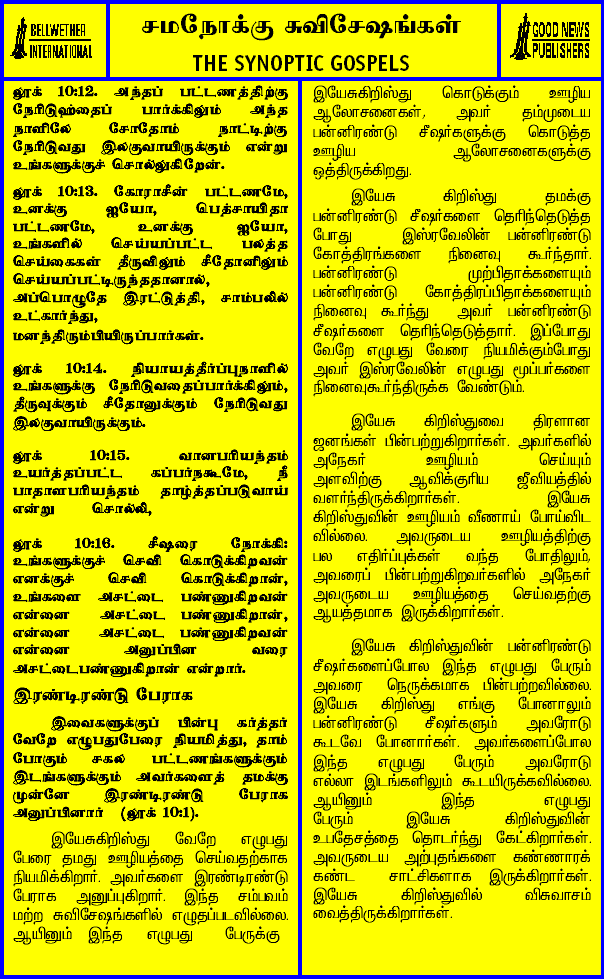 BELLWETHER
INTERNATIONAL
சமநோக்கு சுவிசேஷங்கள்
THE SYNOPTIC GOSPELS
GOOD NEWS
PUBLISHERS
லூக் 10:12. அந்தப் பட்டணத்திற்கு
நேரிடுஹதைப் பார்க்கிலும் அந்த
நாளிலே சோதோம் நாட்டிற்கு
நேரிடுவது இலகுவாயிருக்கும் என்று
உங்களுக்குச் சொல்லுகிறேன்.
லூக் 10:13. கோராசீன் பட்டணமே,
உனக்கு ஐயோ, பெத்சாயிதா
பட்டணமே, உனக்கு ஐயோ,
உங்களில் செய்யப்பட்ட பலத்த
செய்கைகள் தீருவிலும் சீதோனிலும்
செய்யப்பட்டிருந்ததானால்,
அப்பொழுதே இரட்டுத்தி, சாம்பலில்
உட்கார்ந்து,
மனந்திரும்பியிருப்பார்கள்.
லூக் 10:14. நியாயத்தீர்ப்புநாளில்
உங்களுக்கு நேரிடுவதைப்பார்க்கிலும்,
தீருவுக்கும் சீதோனுக்கும் நேரிடுவது
இலகுவாயிருக்கும்.
லூக் 10:15. வானபரியந்தம்
உயர்த்தப்பட்ட கப்பர்நகூமே, நீ
பாதாளபரியந்தம் தாழ்த்தப்படுவாய்
என்று சொல்லி,
லூக் 10:16. சீஷரை நோக்கி:
உங்களுக்குச் செவி கொடுக்கிறவன்
எனக்குச் செவி கொடுக்கிறான்,
உங்களை அசட்டை பண்ணுகிறவன்
என்னை அசட்டை பண்ணுகிறான்,
என்னை அசட்டை பண்ணுகிறவன்
என்னை அனுப்பின வரை
அசட்டைபண்ணுகிறான் என்றார்.
இரண்டிரண்டு பேராக
இவைகளுக்குப் பின்பு கர்த்தர்
வேறே எழுபதுபேரை நியமித்து, தாம்
போகும் சகல பட்டணங்களுக்கும்
இடங்களுக்கும் அவர்களைத் தமக்கு
முன்னே இரண்டிரண்டு பேராக
அனுப்பினார் (லூக் 10:1).
இயேசுகிறிஸ்து வேறே எழுபது
பேரை தமது ஊழியத்தை செய்வதற்காக
நியமிக்கிறார். அவர்களை இரண்டிரண்டு
பேராக அனுப்புகிறார். இந்த சம்பவம்
மற்ற சுவிசேஷங்களில் எழுதப்படவில்லை.
ஆயினும் இந்த எழுபது பேருக்கு
இயேசுகிறிஸ்து கொடுக்கும் ஊழிய
ஆலோசனைகள், அவர் தம்முடைய
பன்னிரண்டு சீஷர்களுக்கு கொடுத்த
ஊழிய ஆலோசனைகளுக்கு
ஒத்திருக்கிறது.
இயேசு கிறிஸ்து தமக்கு
பன்னிரண்டு சீஷர்களை தெரிந்தெடுத்த
போது இஸ்ரவேலின் பன்னிரண்டு
கோத்திரங்களை நினைவு கூர்ந்தார்.
பன்னிரண்டு முற்பிதாக்களையும்
பன்னிரண்டு கோத்திரப்பிதாக்களையும்
நினைவு கூர்ந்து அவர் பன்னிரண்டு
சீஷர்களை தெரிந்தெடுத்தார். இப்போது
வேறே எழுபது வேரை நியமிக்கும்போது
அவர் இஸ்ரவேலின் எழுபது மூப்பர்களை
நினைவுகூர்ந்திருக்க வேண்டும்.
இயேசு கிறிஸ்துவை திரளான
ஜனங்கள் பின்பற்றுகிறார்கள். அவர்களில்
அநேகர் ஊழியம் செய்யும்
அளவிற்கு ஆவிக்குரிய ஜீவியத்தில்
வளர்ந்திருக்கிறார்கள். இயேசு
கிறிஸ்துவின் ஊழியம் வீணாய் போய்விட
வில்லை. அவருடைய ஊழியத்திற்கு
பல எதிர்ப்புக்கள் வந்த போதிலும்,
அவரைப் பின்பற்றுகிறவர்களில் அநேகர்
அவருடைய ஊழியத்தை செய்வதற்கு
ஆயத்தமாக இருக்கிறார்கள்.
இயேசு கிறிஸ்துவின் பன்னிரண்டு
சீஷர்களைப்போல இந்த எழுபது பேரும்
அவரை நெருக்கமாக பின்பற்றவில்லை.
இயேசு கிறிஸ்து எங்கு போனாலும்
பன்னிரண்டு சீஷர்களும் அவரோடு
கூடவே போனார்கள். அவர்களைப்போல
இந்த எழுபது பேரும் அவரோடு
எல்லா இடங்களிலும் கூடயிருக்கவில்லை.
ஆயினும் இந்த எழுபது
பேரும் இயேசு கிறிஸ்துவின்
உபதேசத்தை தொடர்ந்து கேட்கிறார்கள்.
அவருடைய அற்புதங்களை கண்ணாரக்
கண்ட சாட்சிகளாக இருக்கிறார்கள்.
இயேசு கிறிஸ்துவில் விசுவாசம்
வைத்திருக்கிறார்கள்.